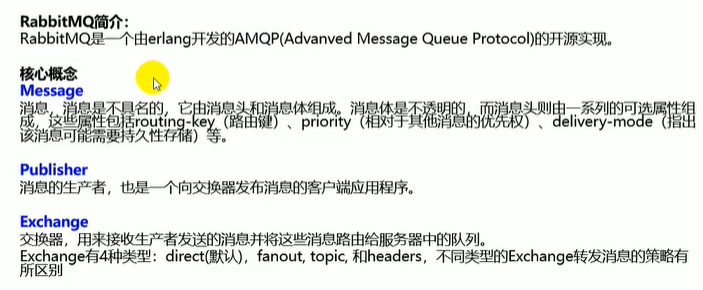 RabbitMQ简介：
RabbitMQ是一个由erlang开发的AMQP(Advanved Message Queue Protocol)的开源实现。
核心概念
Message
消息，消息是不具名的，它由消息头和消息体组成。消息体是不透明的，而消息头则由一系列的可选属性组
成，这些属性包括routing-key（路由键）、priority（相对于其他消息的优先权）、delivery-mode（指出
该消息可能需要持久性存储）等。
Publisher
消息的生产者，也是一个向交换器发布消息的客户端应用程序。
Exchange
交换器，用来接收生产者发送的消息并将这些消息路由给服务器中的队列。
Exchange有4种类型：direct(默认)，fanout, topic, 和headers，不同类型的Exchange转发消息的策略有
所区别